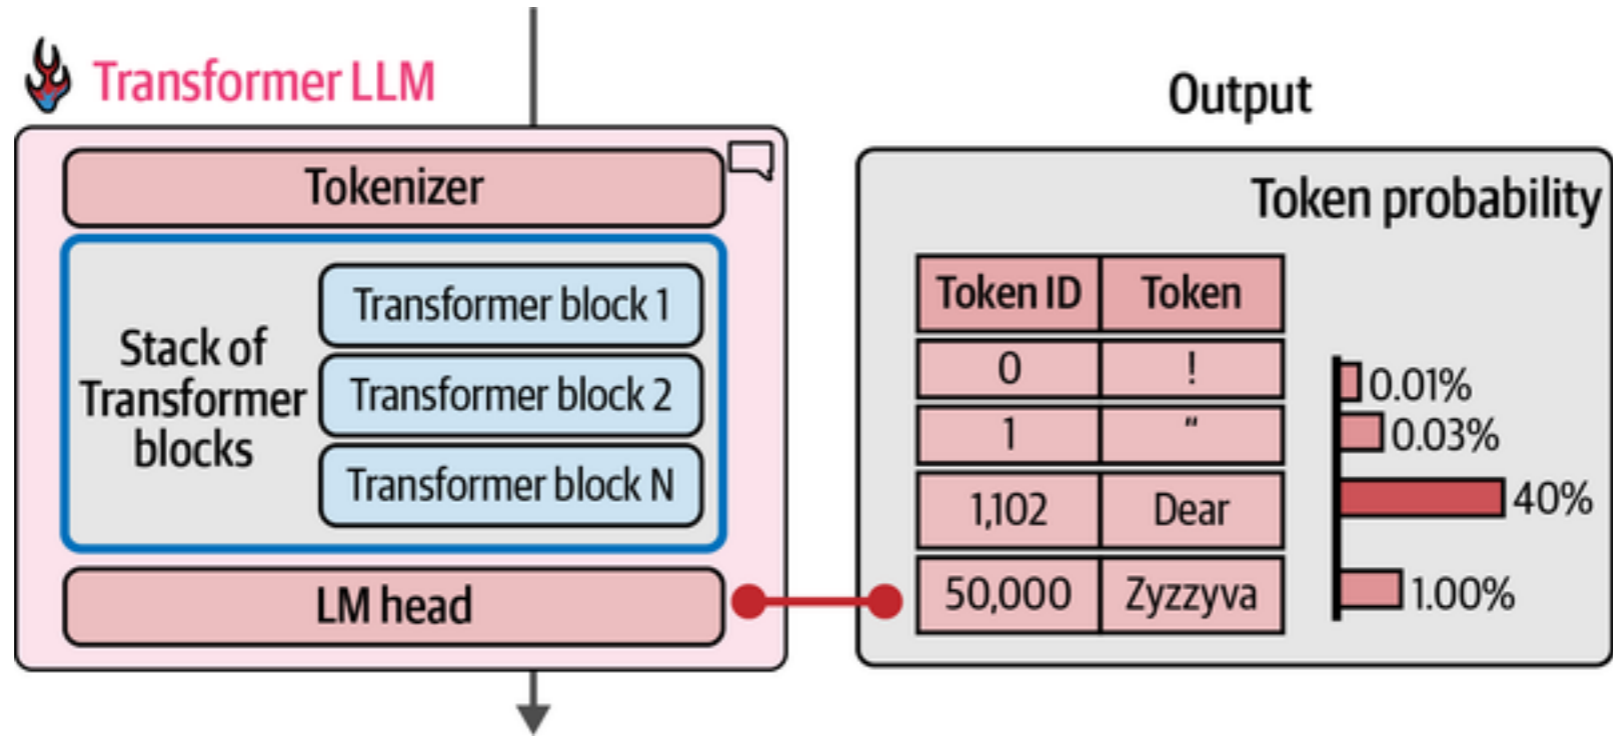 Transformer LLM
Tokenizer
Stack of
Transformer
blocks
Transformer block 1
Transformer block 2
Transformer block N
LM head
Output
Token probability
Token ID Token
0 !
1 “
1,102 Dear
50,000 Zyzzyva
0.01%
0.03%
40%
1.00%